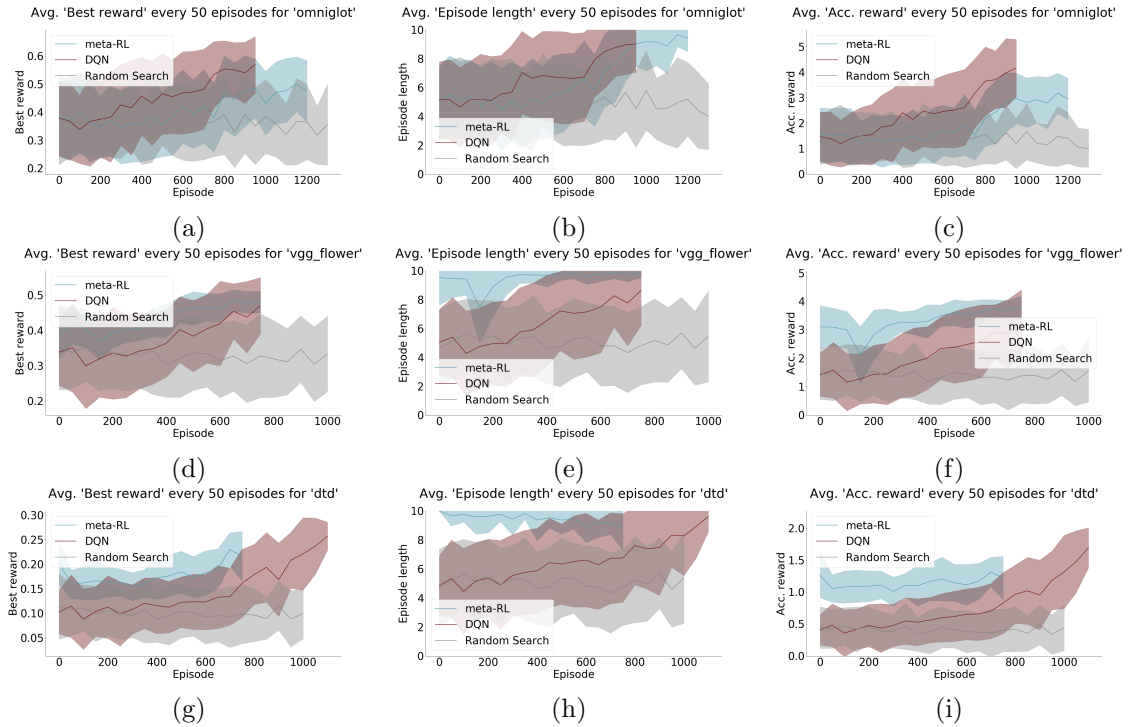 Avg. 'Best reward' every 50 episodes for 'omniglot'
Best reward
0.6
0.5
0.4
0.3
0.2
meta-RL
DQN
Random Search
0 200 400 600 800 1000 1200
Episode
(a)
Avg. 'Episode length' every 50 episodes for 'omniglot'
Episode length
10
8
6
4
2
0
meta-RL
DQN
Random Search
0 200 400 600 800 1000 1200
Episode
(b)
Avg. 'Acc. reward' every 50 episodes for 'omniglot'
Acc. reward
5
4
3
2
1
0
meta-RL
DQN
Random Search
0 200 400 600 800 1000 1200
Episode
(c)
Avg. 'Best reward' every 50 episodes for 'vgg_flower'
Best reward
0.5
0.4
0.3
0.2
meta-RL
DQN
Random Search
0 200 400 600 800 1000
Episode
(d)
Avg. 'Episode length' every 50 episodes for 'vgg_flower'
Episode length
10
8
6
4
2
0
meta-RL
DQN
Random Search
0 200 400 600 800 1000
Episode
(e)
Avg. 'Acc. reward' every 50 episodes for 'vgg_flower'
Acc. reward
5
4
3
2
1
0
meta-RL
DQN
Random Search
0 200 400 600 800 1000
Episode
(f)
Avg. 'Best reward' every 50 episodes for 'dtd'
Best reward
0.30
0.25
0.20
0.15
0.10
0.05
meta-RL
DQN
Random Search
0 200 400 600 800 1000
Episode
(g)
Avg. 'Episode length' every 50 episodes for 'dtd'
Episode length
10
8
6
4
2
0
meta-RL
DQN
Random Search
0 200 400 600 800 1000
Episode
(h)
Avg. 'Acc. reward' every 50 episodes for 'dtd'
Acc. reward
2.0
1.5
1.0
0.5
0.0
meta-RL
DQN
Random Search
0 200 400 600 800 1000
Episode
(i)